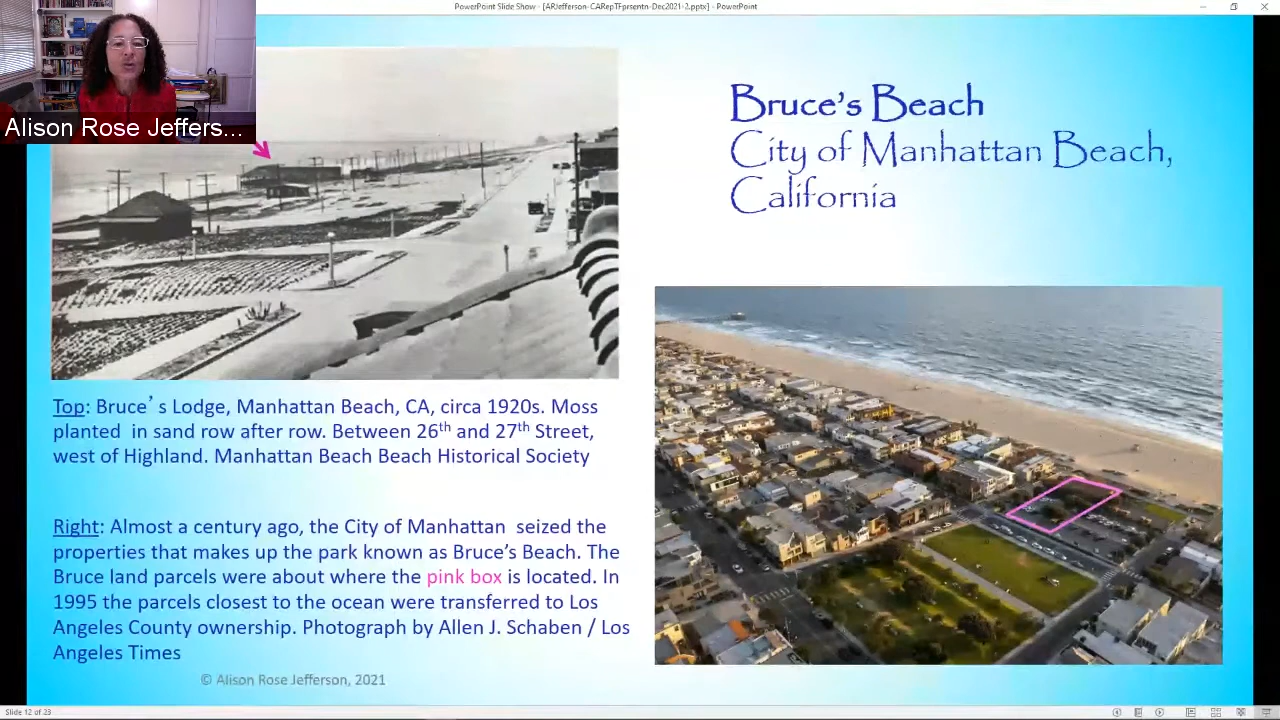 PowerPoint Slide Show - [ARJefferson-CARepTFprsentn-Dec2021-2.pptx] - PowerPoint
Alison Rose Jeffers...
Bruce's Beach
City of Manhattan Beach,
California
Top: Bruce's Lodge, Manhattan Beach, CA, circa 1920s. Moss
planted in sand row after row. Between 26th and 27th Street,
west of Highland. Manhattan Beach Beach Historical Society
Right: Almost a century ago, the City of Manhattan seized the
properties that makes up the park known as Bruce's Beach. The
Bruce land parcels were about where the pink box is located. In
1995 the parcels closest to the ocean were transferred to Los
Angeles County ownership. Photograph by Allen J. Schaben / Los
Angeles Times
© Alison Rose Jefferson, 2021
Slide 12 of 23